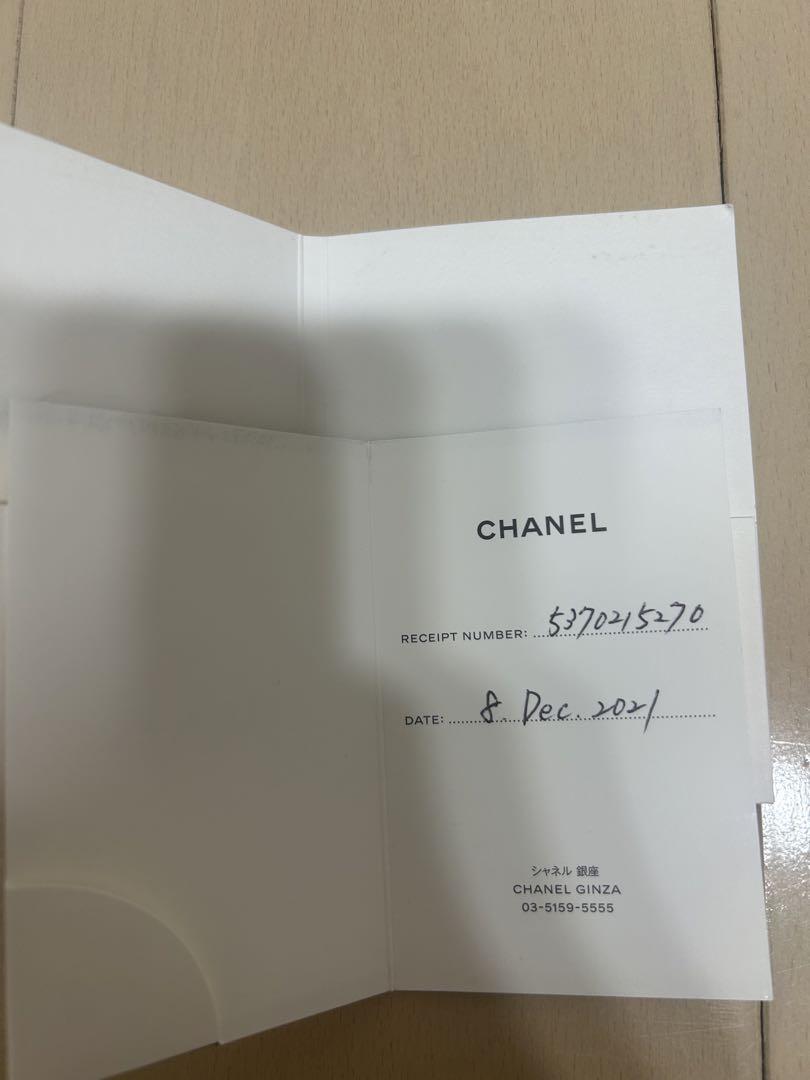 CHANEL
RECEIPT NUMBER: 5370215270
DATE: 8. Dec. 2021
シャネル 銀座
CHANEL GINZA
03-5159-5555